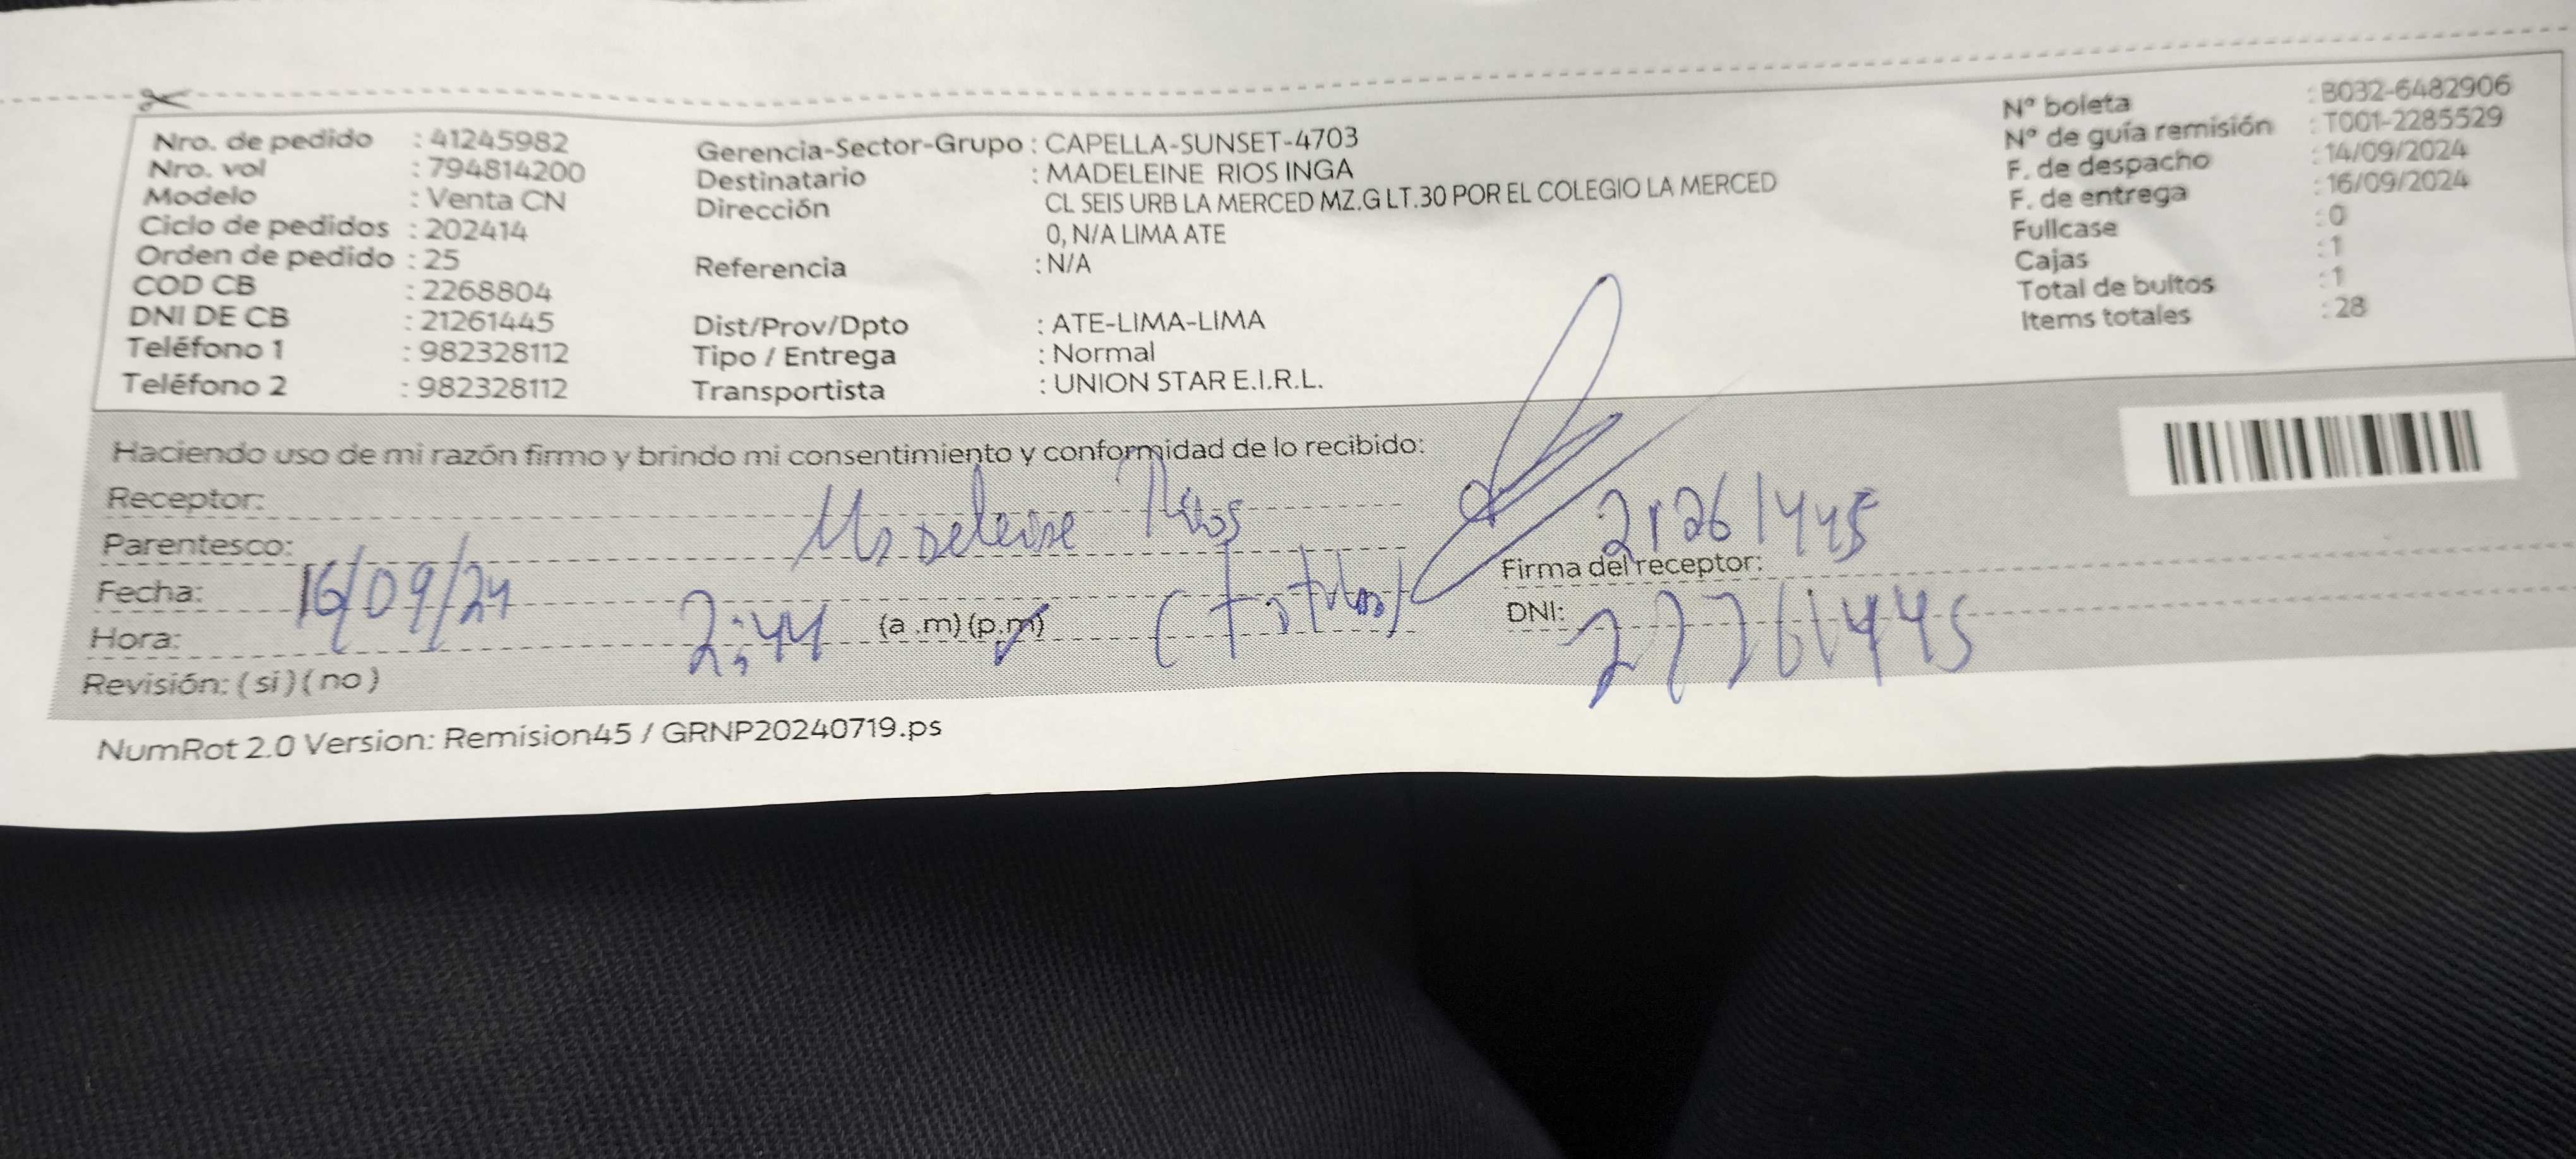 Nro. de pedido : 41245982
Nro. vol : 794814200
Modelo : Venta CN
Ciclo de pedidos : 202414
Orden de pedido : 25
COD CB : 2268804
DNI DE CB : 21261445
Teléfono 1 : 982328112
Teléfono 2 : 982328112
Gerencia-Sector-Grupo : CAPELLA-SUNSET-4703
Destinatario : MADELEINE RIOS INGA
Dirección CL SEIS URB LA MERCED MZ.G LT.30 POR EL COLEGIO LA MERCED
0, N/A LIMA ATE
Referencia : N/A
Dist/Prov/Dpto : ATE-LIMA-LIMA
Tipo / Entrega : Normal
Transportista : UNION STAR E.I.R.L.
N° boleta : B032-6482906
N° de guía remisión : T001-2285529
F. de despacho : 14/09/2024
F. de entrega : 16/09/2024
Fullcase : 0
Cajas : 1
Total de bultos : 1
Items totales : 28
Haciendo uso de mi razón firmo y brindo mi consentimiento y conformidad de lo recibido:
Receptor: Madeleine Rios
Parentesco: (titular)
Fecha: 16/09/24
Hora: 2:44 (a .m) (p.m)
Revisión: ( si ) ( no )
21261445
Firma del receptor:
DNI: 21261445
NumRot 2.0 Version: Remision45 / GRNP20240719.ps